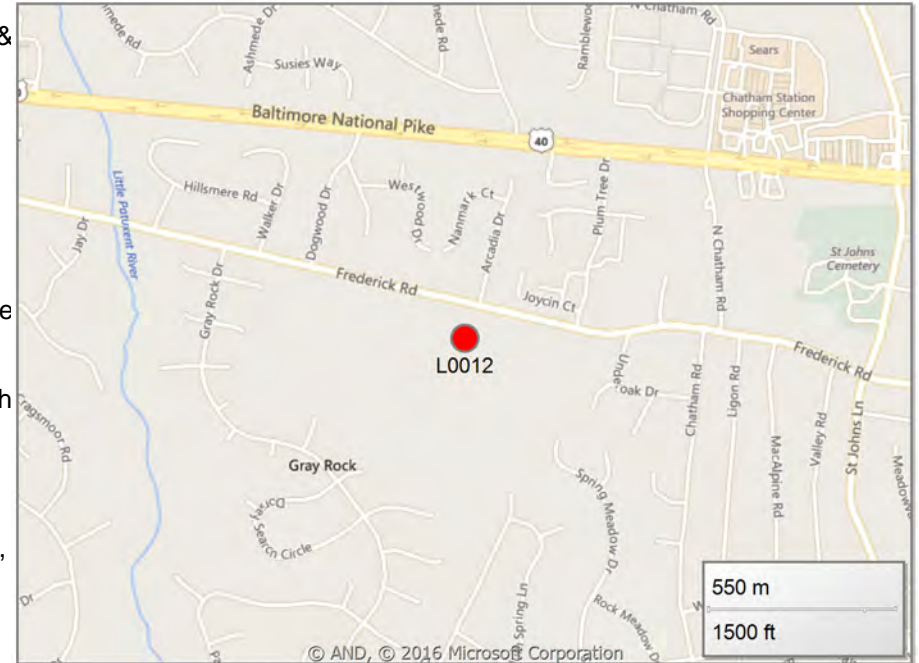 &
e
h
,
N Chatham Rd
Ashmede Dr
Susies Way
Sears
Chatham Station
Shopping Center
Baltimore National Pike
40
Little Patuxent River
Hillsmere Rd
Walker Dr
Dogwood Dr
Westwood Dr
Nanmark Ct
Arcadia Dr
Plum Tree Dr
N Chatham Rd
St Johns
Cemetery
Jay Dr
Gray Rock Dr
Frederick Rd
Joycin Ct
Frederick Rd
L0012
Underoak Dr
Chatham Rd
Ligon Rd
MacAlpine Rd
Valley Rd
St Johns Ln
Cragsmoor Rd
Gray Rock
Dorsay
Search Circle
Spring Meadow Dr
Rock Meadow D
Spring Ln
Dr
550 m
1500 ft
© AND, © 2016 Microsoft Corporation